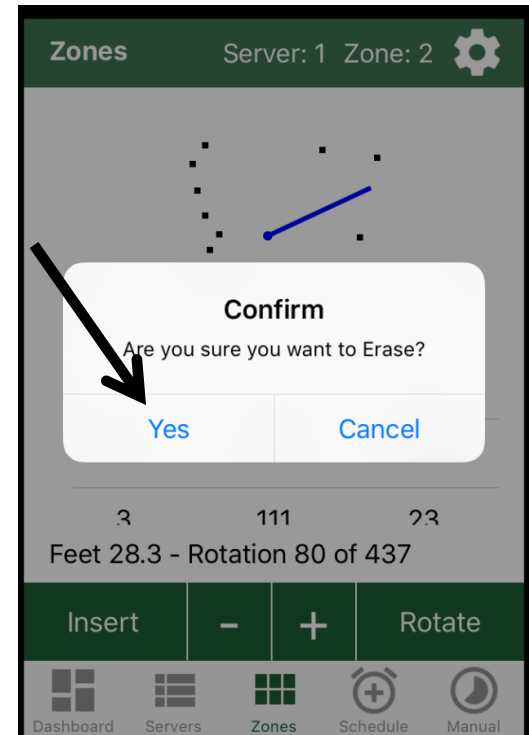 Zones Server: 1 Zone: 2
Confirm
Are you sure you want to Erase?
Yes Cancel
3 111 23
Feet 28.3 - Rotation 80 of 437
Insert - + Rotate
Dashboard Servers Zones Schedule Manual